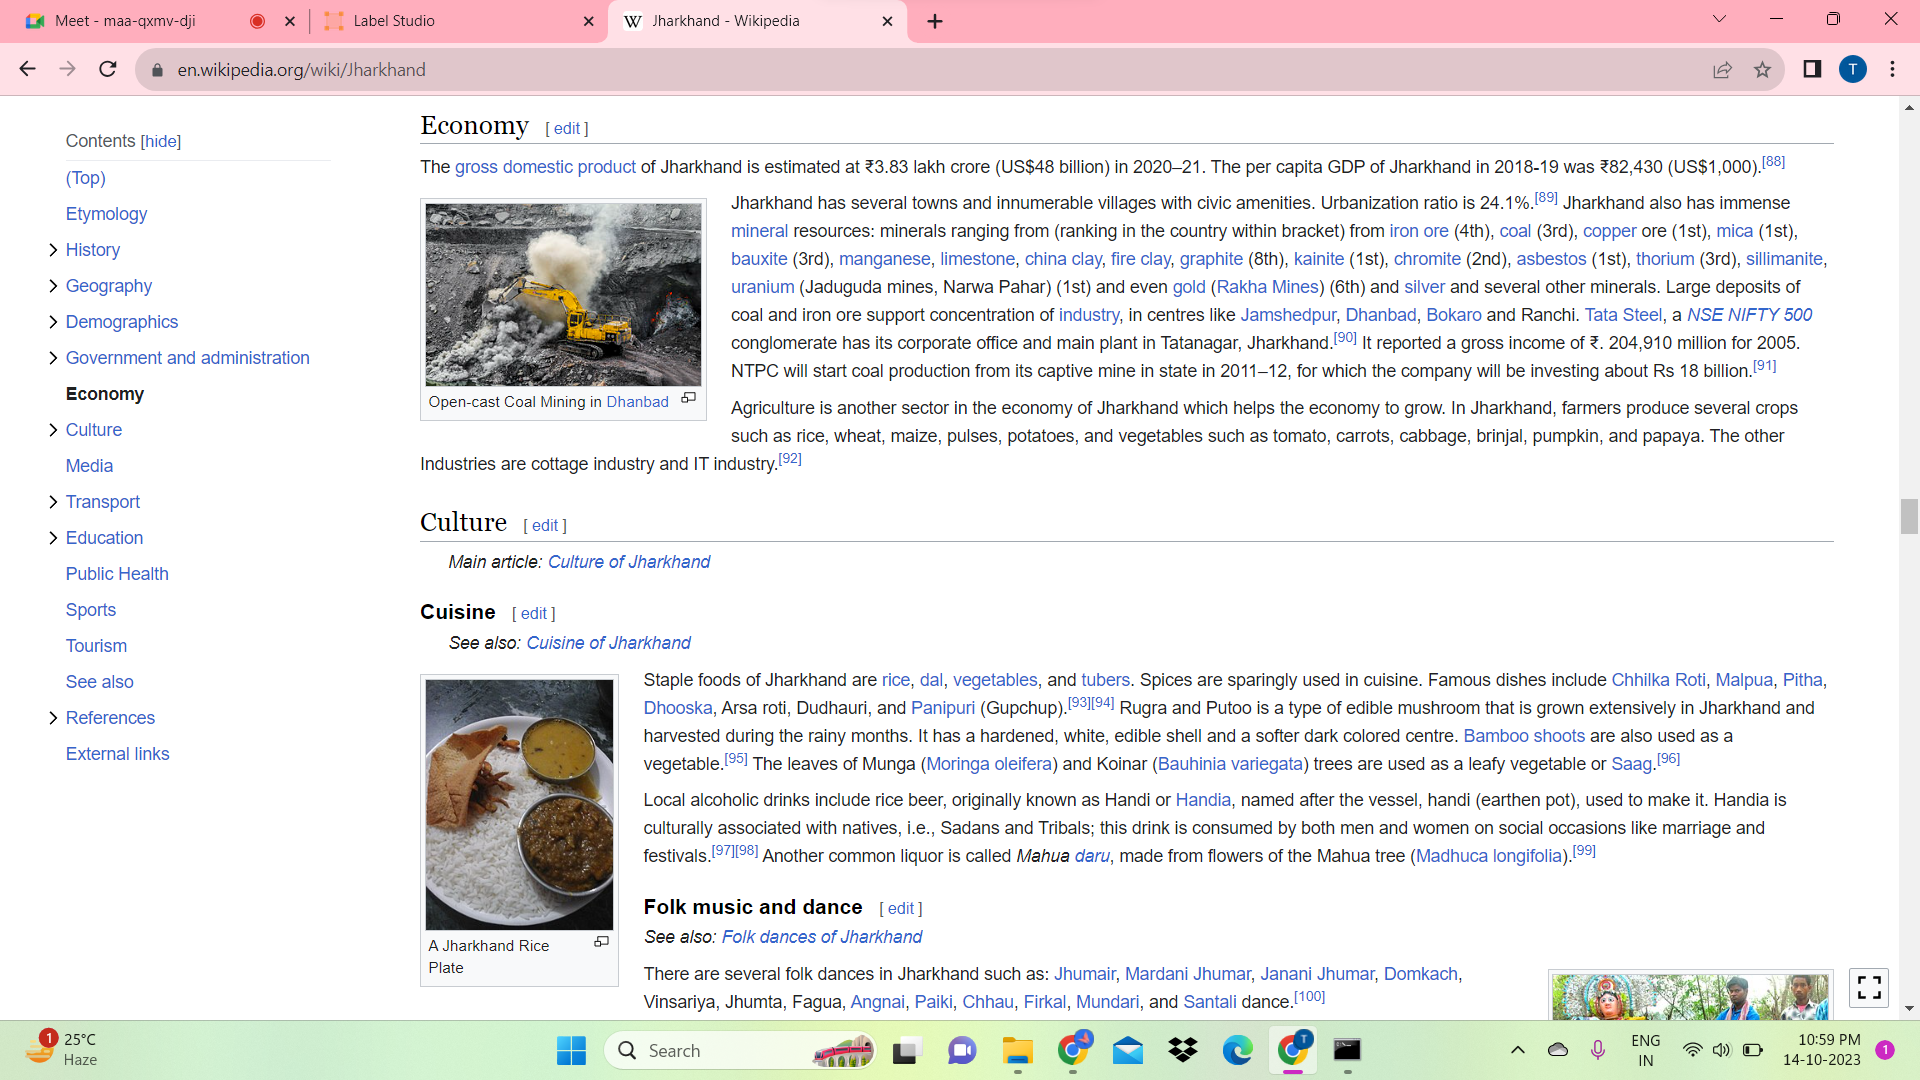 Meet - maa-qxmv-dji
Label Studio
Jharkhand - Wikipedia
en.wikipedia.org/wiki/Jharkhand
T
Contents [hide]
(Top)
Etymology
History
Geography
Demographics
Government and administration
Economy
Culture
Media
Transport
Education
Public Health
Sports
Tourism
See also
References
External links
Economy [ edit ]
The gross domestic product of Jharkhand is estimated at ₹3.83 lakh crore (US$48 billion) in 2020–21. The per capita GDP of Jharkhand in 2018-19 was ₹82,430 (US$1,000).[88]
Jharkhand has several towns and innumerable villages with civic amenities. Urbanization ratio is 24.1%.[89] Jharkhand also has immense
mineral resources: minerals ranging from (ranking in the country within bracket) from iron ore (4th), coal (3rd), copper ore (1st), mica (1st),
bauxite (3rd), manganese, limestone, china clay, fire clay, graphite (8th), kainite (1st), chromite (2nd), asbestos (1st), thorium (3rd), sillimanite,
uranium (Jaduguda mines, Narwa Pahar) (1st) and even gold (Rakha Mines) (6th) and silver and several other minerals. Large deposits of
coal and iron ore support concentration of industry, in centres like Jamshedpur, Dhanbad, Bokaro and Ranchi. Tata Steel, a NSE NIFTY 500
conglomerate has its corporate office and main plant in Tatanagar, Jharkhand.[90] It reported a gross income of ₹. 204,910 million for 2005.
NTPC will start coal production from its captive mine in state in 2011–12, for which the company will be investing about Rs 18 billion.[91]
Open-cast Coal Mining in Dhanbad
Agriculture is another sector in the economy of Jharkhand which helps the economy to grow. In Jharkhand, farmers produce several crops
such as rice, wheat, maize, pulses, potatoes, and vegetables such as tomato, carrots, cabbage, brinjal, pumpkin, and papaya. The other
Industries are cottage industry and IT industry.[92]
Culture [ edit ]
Main article: Culture of Jharkhand
Cuisine [ edit ]
See also: Cuisine of Jharkhand
Staple foods of Jharkhand are rice, dal, vegetables, and tubers. Spices are sparingly used in cuisine. Famous dishes include Chhilka Roti, Malpua, Pitha,
Dhooska, Arsa roti, Dudhauri, and Panipuri (Gupchup).[93][94] Rugra and Putoo is a type of edible mushroom that is grown extensively in Jharkhand and
harvested during the rainy months. It has a hardened, white, edible shell and a softer dark colored centre. Bamboo shoots are also used as a
vegetable.[95] The leaves of Munga (Moringa oleifera) and Koinar (Bauhinia variegata) trees are used as a leafy vegetable or Saag.[96]
Local alcoholic drinks include rice beer, originally known as Handi or Handia, named after the vessel, handi (earthen pot), used to make it. Handia is
culturally associated with natives, i.e., Sadans and Tribals; this drink is consumed by both men and women on social occasions like marriage and
festivals.[97][98] Another common liquor is called Mahua daru, made from flowers of the Mahua tree (Madhuca longifolia).[99]
A Jharkhand Rice
Plate
Folk music and dance [ edit ]
See also: Folk dances of Jharkhand
There are several folk dances in Jharkhand such as: Jhumair, Mardani Jhumar, Janani Jhumar, Domkach,
Vinsariya, Jhumta, Fagua, Angnai, Paiki, Chhau, Firkal, Mundari, and Santali dance.[100]
1
25°C
Haze
Search
T
ENG
IN
10:59 PM
14-10-2023
1